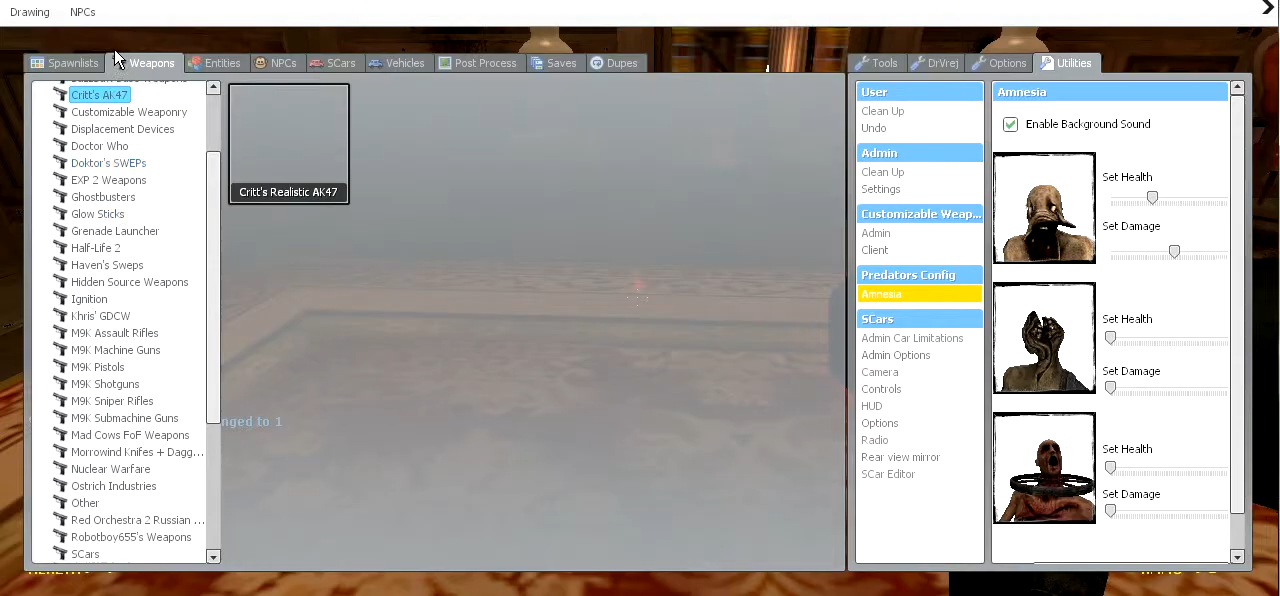 Drawing NPCs
Spawnlists Weapons Entities NPCs SCars Vehicles Post Process Saves Dupes
Critt's AK47
Customizable Weaponry
Displacement Devices
Doctor Who
Doktor's SWEPs
EXP 2 Weapons
Ghostbusters
Glow Sticks
Grenade Launcher
Half-Life 2
Haven's Sweps
Hidden Source Weapons
Ignition
Khris' GDCW
M9K Assault Rifles
M9K Machine Guns
M9K Pistols
M9K Shotguns
M9K Sniper Rifles
M9K Submachine Guns
Mad Cows FoF Weapons
Morrowind Knifes + Dagg...
Nuclear Warfare
Ostrich Industries
Other
Red Orchestra 2 Russian ...
Robotboy655's Weapons
SCars
Critt's Realistic AK47
nged to 1
Tools DrVrej Options Utilities
User
Clean Up
Undo
Admin
Clean Up
Settings
Customizable Weap...
Admin
Client
Predators Config
Amnesia
SCars
Admin Car Limitations
Admin Options
Camera
Controls
HUD
Options
Radio
Rear view mirror
SCar Editor
Amnesia
Enable Background Sound
Set Health
Set Damage
Set Health
Set Damage
Set Health
Set Damage